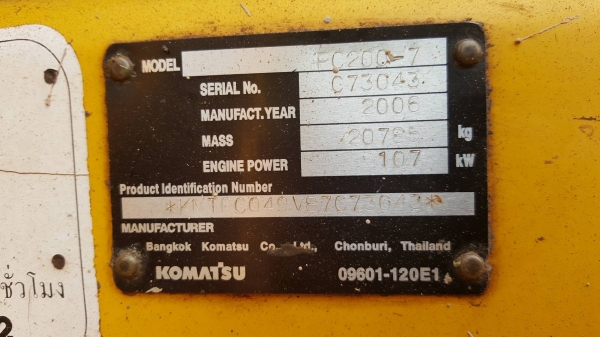 MODEL PC200-7
SERIAL No. C73043
MANUFACT.YEAR 2006
MASS kg
ENGINE POWER 107 kW
Product Identification Number
MANUFACTURER
Bangkok Komatsu Co., Ltd., Chonburi, Thailand
KOMATSU 09601-120E1
ชั่วโมง